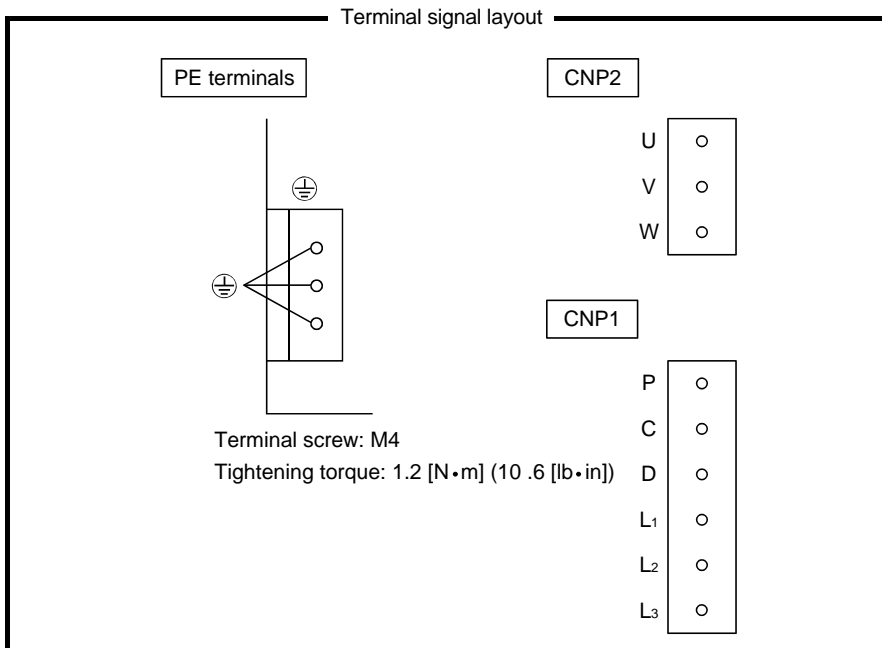 Terminal signal layout
PE terminals
Terminal screw: M4
Tightening torque: 1.2 [N•m] (10 .6 [lb•in])
CNP2
U
V
W
CNP1
P
C
D
L1
L2
L3